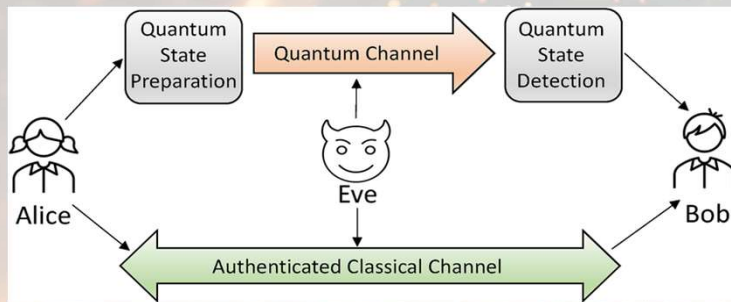 Quantum
State
Preparation
Quantum Channel
Quantum
State
Detection
Alice
Eve
Bob
Authenticated Classical Channel